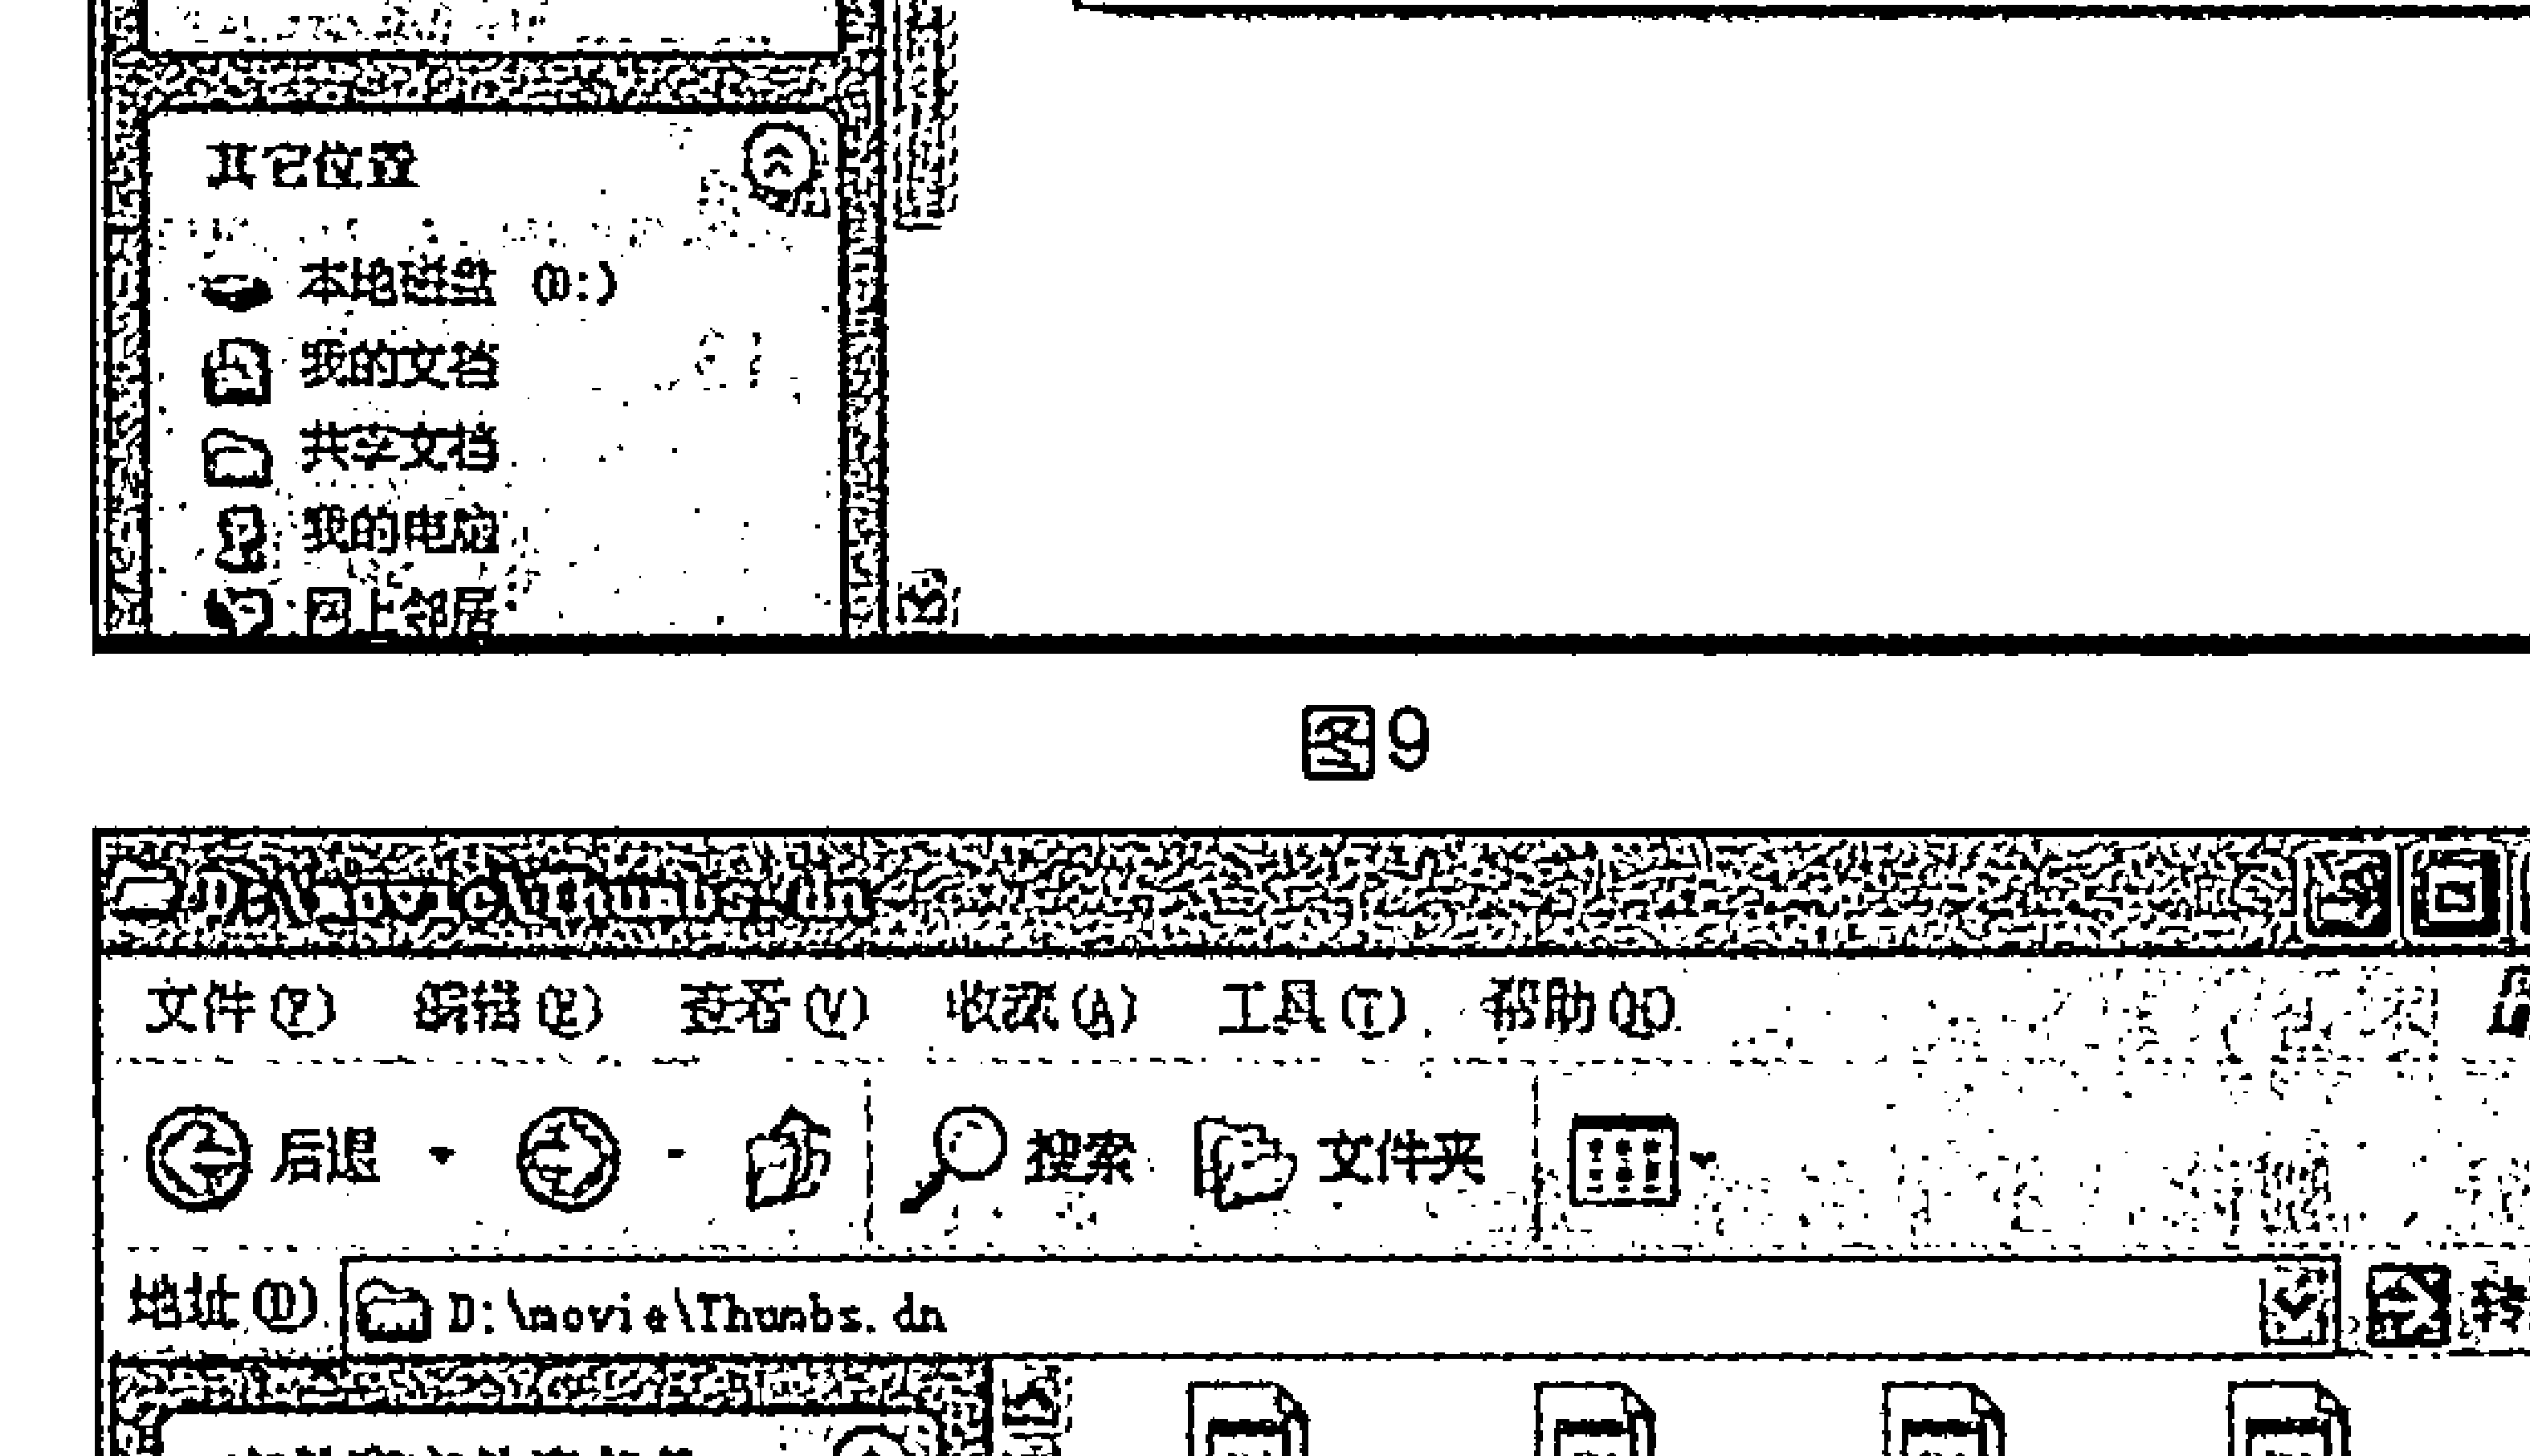 其它位置
本地磁盘 (D:)
我的文档
共享文档
我的电脑
网上邻居
图9
D:\movie\Thumbs.dn
文件(F) 编辑(E) 查看(V) 收藏(A) 工具(T) 帮助(H)
后退 搜索 文件夹
地址(D) D:\movie\Thumbs.dn 转